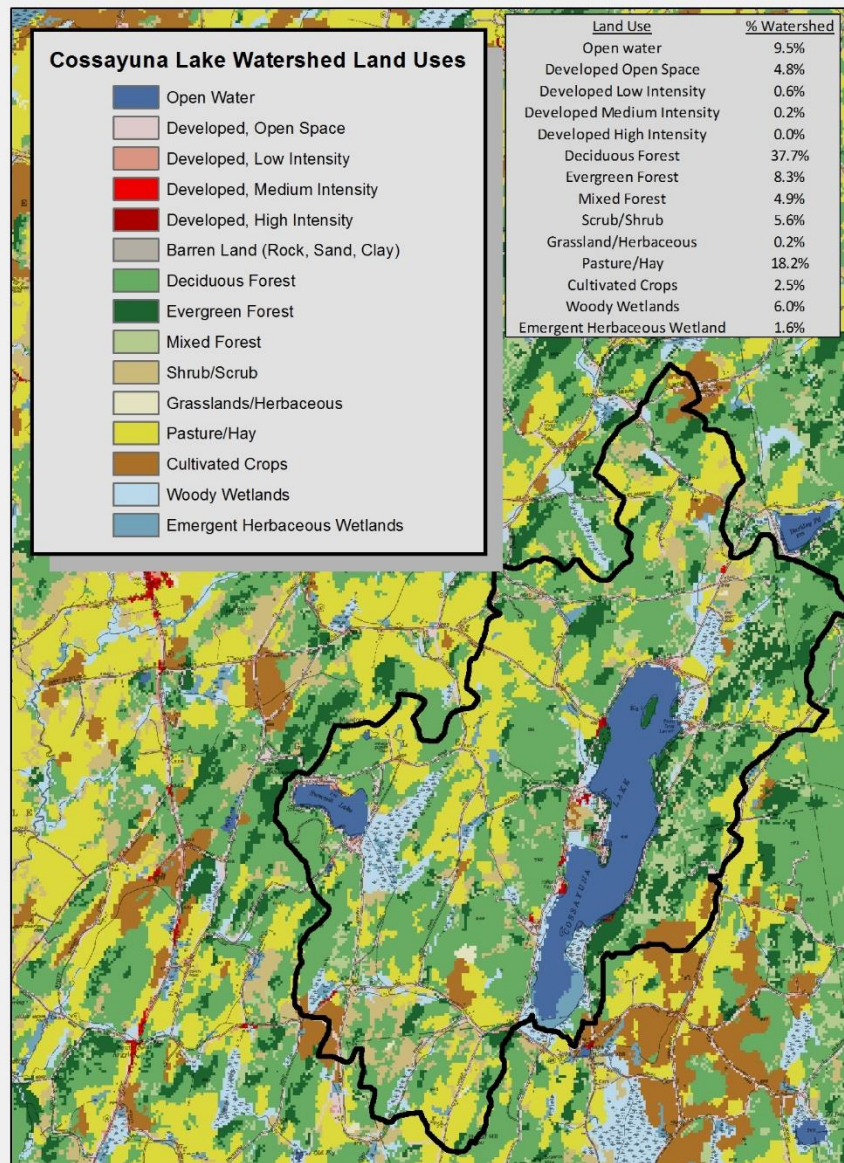 Cossayuna Lake Watershed Land Uses
Open Water
Developed, Open Space
Developed, Low Intensity
Developed, Medium Intensity
Developed, High Intensity
Barren Land (Rock, Sand, Clay)
Deciduous Forest
Evergreen Forest
Mixed Forest
Shrub/Scrub
Grasslands/Herbaceous
Pasture/Hay
Cultivated Crops
Woody Wetlands
Emergent Herbaceous Wetlands
Land Use % Watershed
Open water 9.5%
Developed Open Space 4.8%
Developed Low Intensity 0.6%
Developed Medium Intensity 0.2%
Developed High Intensity 0.0%
Deciduous Forest 37.7%
Evergreen Forest 8.3%
Mixed Forest 4.9%
Scrub/Shrub 5.6%
Grassland/Herbaceous 0.2%
Pasture/Hay 18.2%
Cultivated Crops 2.5%
Woody Wetlands 6.0%
Emergent Herbaceous Wetland 1.6%
Lake
COSSAYUNA LAKE